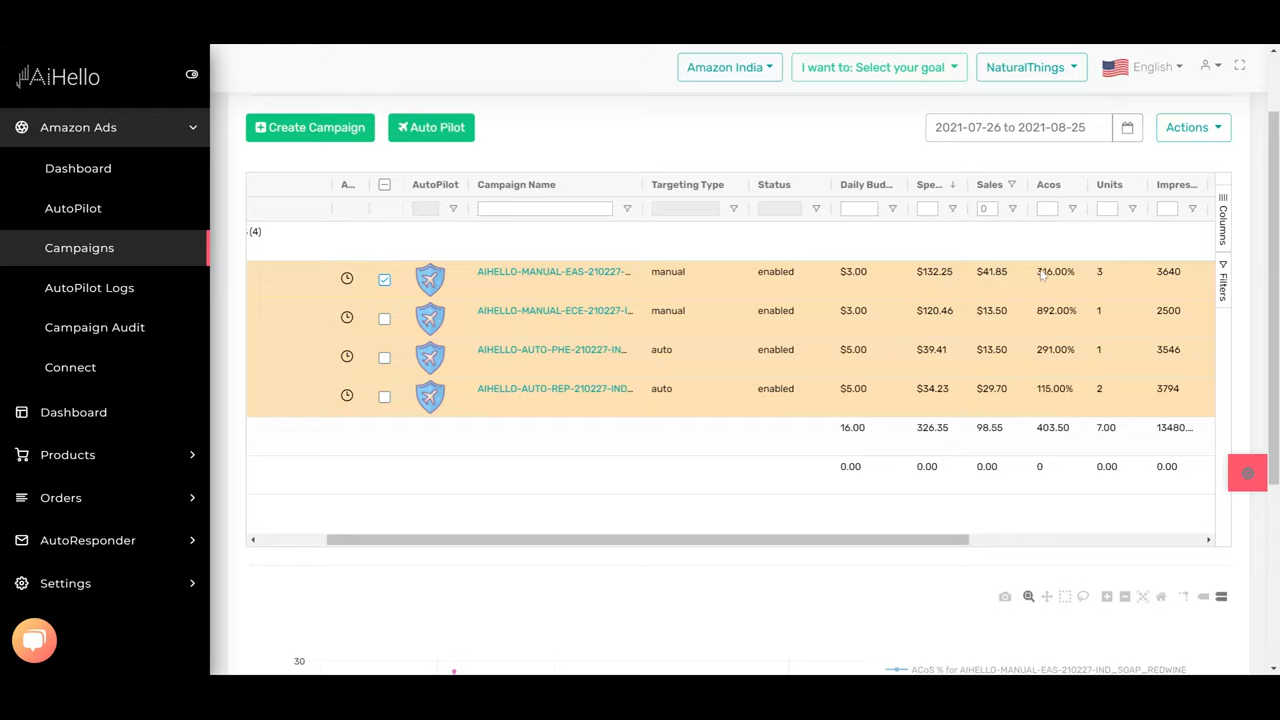 AiHello
Amazon India
I want to: Select your goal
NaturalThings
English
Amazon Ads
Dashboard
AutoPilot
Campaigns
AutoPilot Logs
Campaign Audit
Connect
Dashboard
Products
Orders
AutoResponder
Settings
Create Campaign
Auto Pilot
2021-07-26 to 2021-08-25
Actions
A... AutoPilot Campaign Name Targeting Type Status Daily Bud... Spe... Sales Acos Units Impres...
0
(4)
AIHELLO-MANUAL-EAS-210227-... manual enabled $3.00 $132.25 $41.85 316.00% 3 3640
AIHELLO-MANUAL-ECE-210227-I... manual enabled $3.00 $120.46 $13.50 892.00% 1 2500
AIHELLO-AUTO-PHE-210227-IN... auto enabled $5.00 $39.41 $13.50 291.00% 1 3546
AIHELLO-AUTO-REP-210227-IND... auto enabled $5.00 $34.23 $29.70 115.00% 2 3794
16.00 326.35 98.55 403.50 7.00 13480....
0.00 0.00 0.00 0 0.00 0.00
Columns
Filters
30
ACoS % for AIHELLO-MANUAL-EAS-210227-IND_SOAP_REDWINE